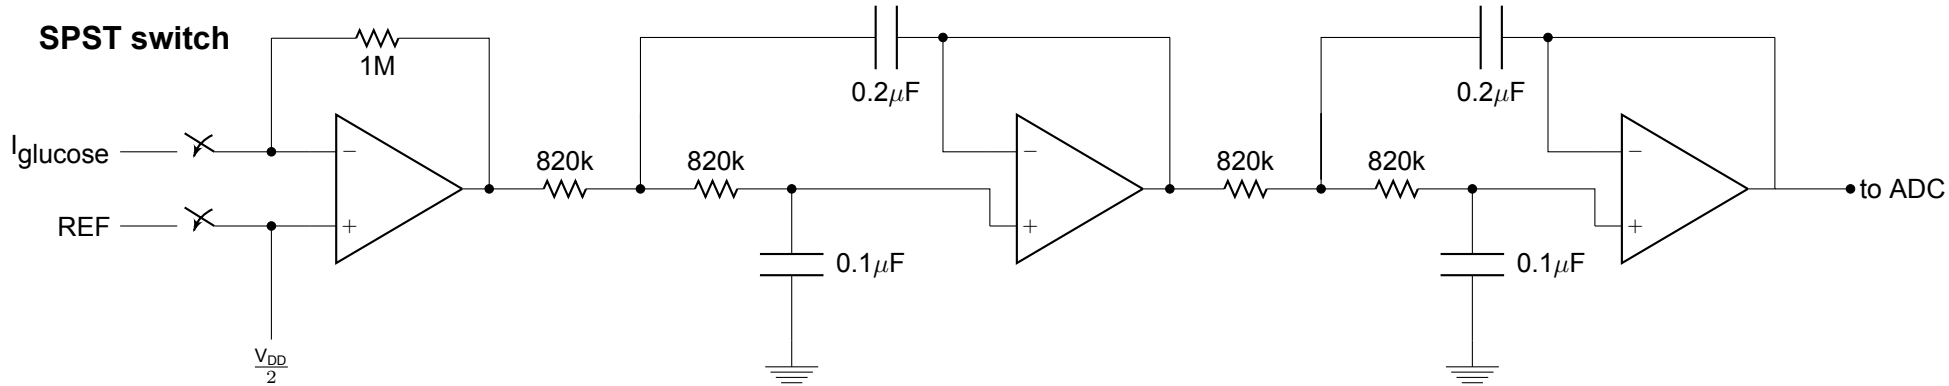 SPST switch
1M
0.2μF
0.2μF
Iglucose
−
−
−
820k
820k
820k
820k
to ADC
REF
+
+
+
0.1μF
0.1μF
VDD
2